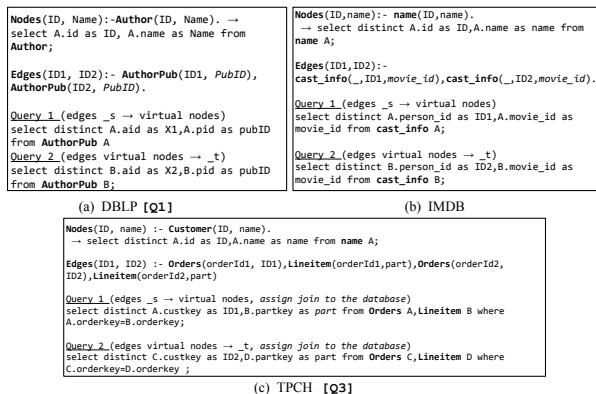 Nodes(ID, Name):-Author(ID, Name). →
select A.id as ID, A.name as Name from
Author;
Edges(ID1, ID2):- AuthorPub(ID1, PubID),
AuthorPub(ID2, PubID).
Query 1 (edges _s → virtual nodes)
select distinct A.aid as X1,A.pid as pubID
from AuthorPub A
Query 2 (edges virtual nodes → _t)
select distinct B.aid as X2,B.pid as pubID
from AuthorPub B;
(a) DBLP [Q1]
Nodes(ID,name):- name(ID,name).
→ select distinct A.id as ID,A.name as name from
name A;
Edges(ID1,ID2):-
cast_info(_,ID1,movie_id),cast_info(_,ID2,movie_id).
Query 1 (edges _s → virtual nodes)
select distinct A.person_id as ID1,A.movie_id as
movie_id from cast_info A;
Query 2 (edges virtual nodes → _t)
select distinct B.person_id as ID2,B.movie_id as
movie_id from cast_info B;
(b) IMDB
Nodes(ID, name) :- Customer(ID, name).
→ select distinct A.id as ID,A.name as name from name A;
Edges(ID1, ID2) :- Orders(orderId1, ID1),Lineitem(orderId1,part),Orders(orderId2,
ID2),Lineitem(orderId2,part)
Query 1 (edges _s → virtual nodes, assign join to the database)
select distinct A.custkey as ID1,B.partkey as part from Orders A,Lineitem B where
A.orderkey=B.orderkey;
Query 2 (edges virtual nodes → _t, assign join to the database)
select distinct C.custkey as ID2,D.partkey as part from Orders C,Lineitem D where
C.orderkey=D.orderkey ;
(c) TPCH [Q3]